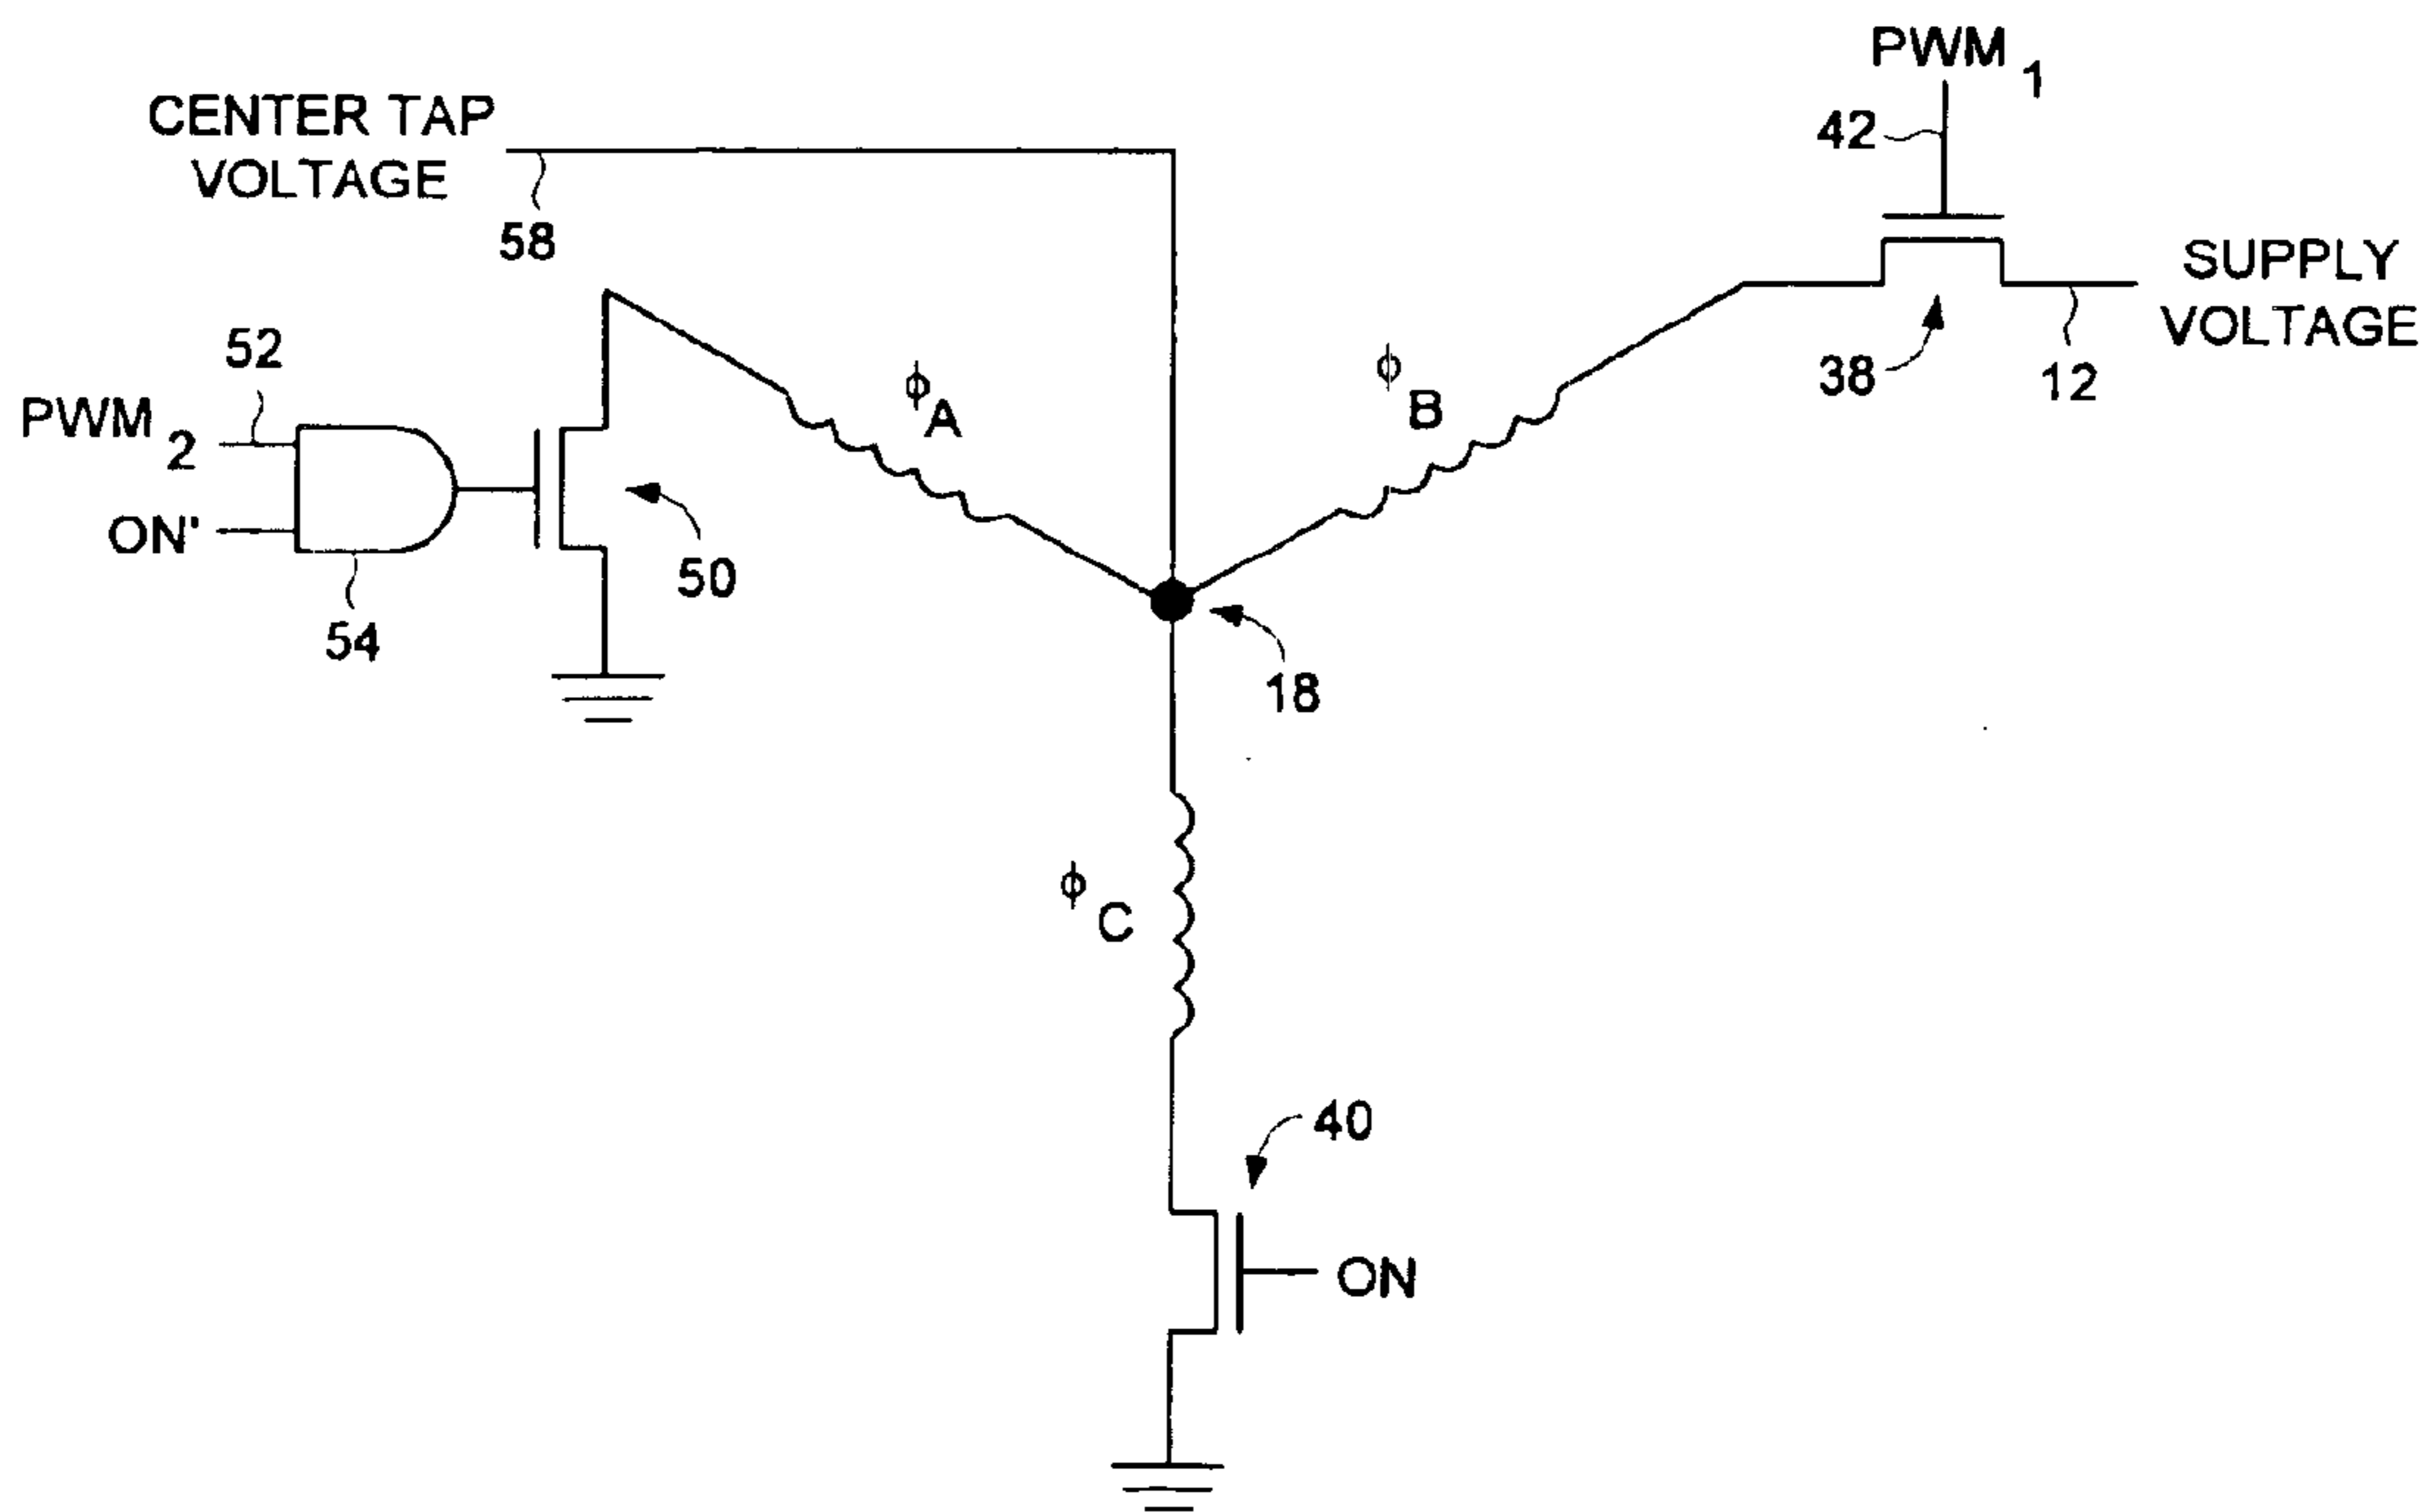 PWM 1
CENTER TAP
VOLTAGE
42
58
SUPPLY
VOLTAGE
38
12
52
PWM 2
ON'
54
50
ϕ A
ϕ B
18
ϕ C
40
ON